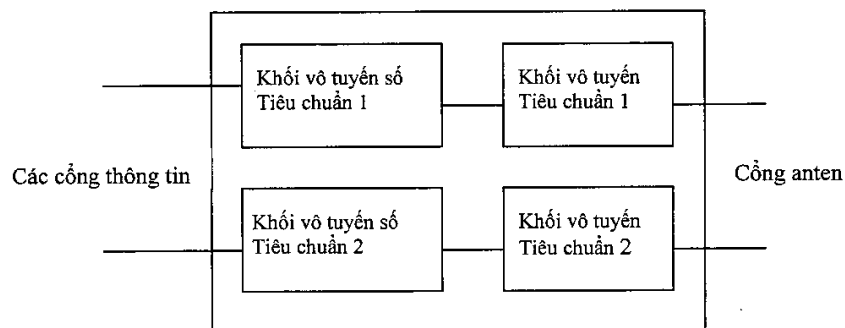 Khối vô tuyến số
Tiêu chuẩn 1
Khối vô tuyến
Tiêu chuẩn 1
Các cổng thông tin
Cổng anten
Khối vô tuyến số
Tiêu chuẩn 2
Khối vô tuyến
Tiêu chuẩn 2